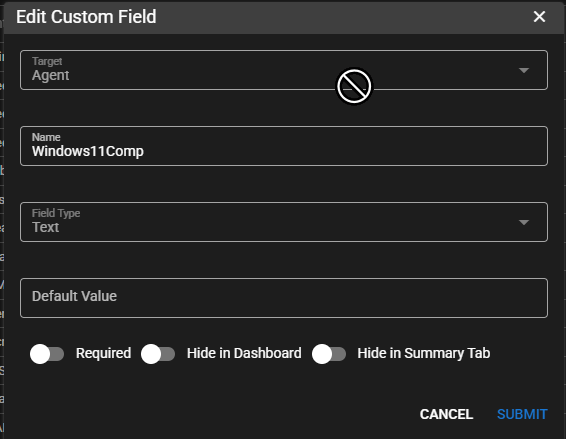 Edit Custom Field
Target
Agent
Name
Windows11Comp
Field Type
Text
Default Value
Required Hide in Dashboard Hide in Summary Tab
CANCEL SUBMIT